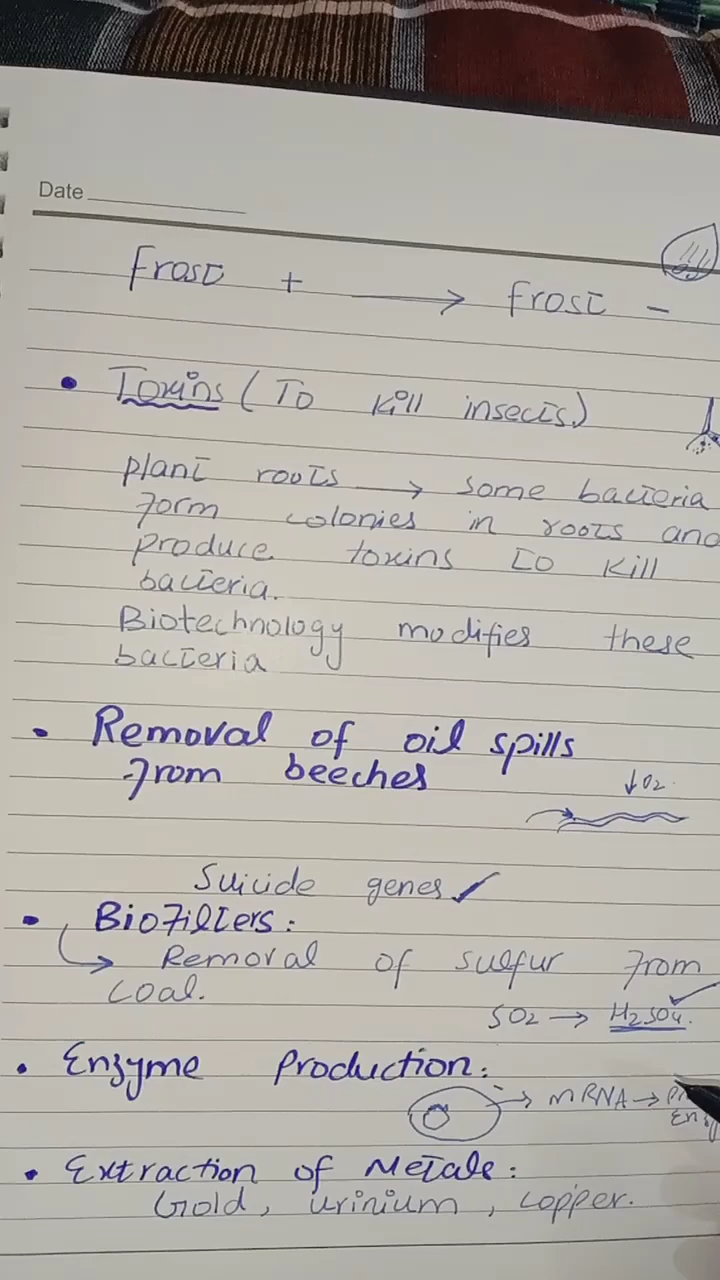 Date
Frost + → frost –
• Toxins (To kill insects.)
plant roots → some bacteria
form colonies in roots and
produce toxins to kill
bacteria.
Biotechnology modifies these
bacteria
• Removal of oil spills
from beeches
↓O2
Suicide genes ✓
• BioFilters:
→ Removal of sulfur from
coal.
SO2 → H2SO4.
• Enzyme Production:
→ mRNA →
• Extraction of Metals:
Gold, urinium, copper.